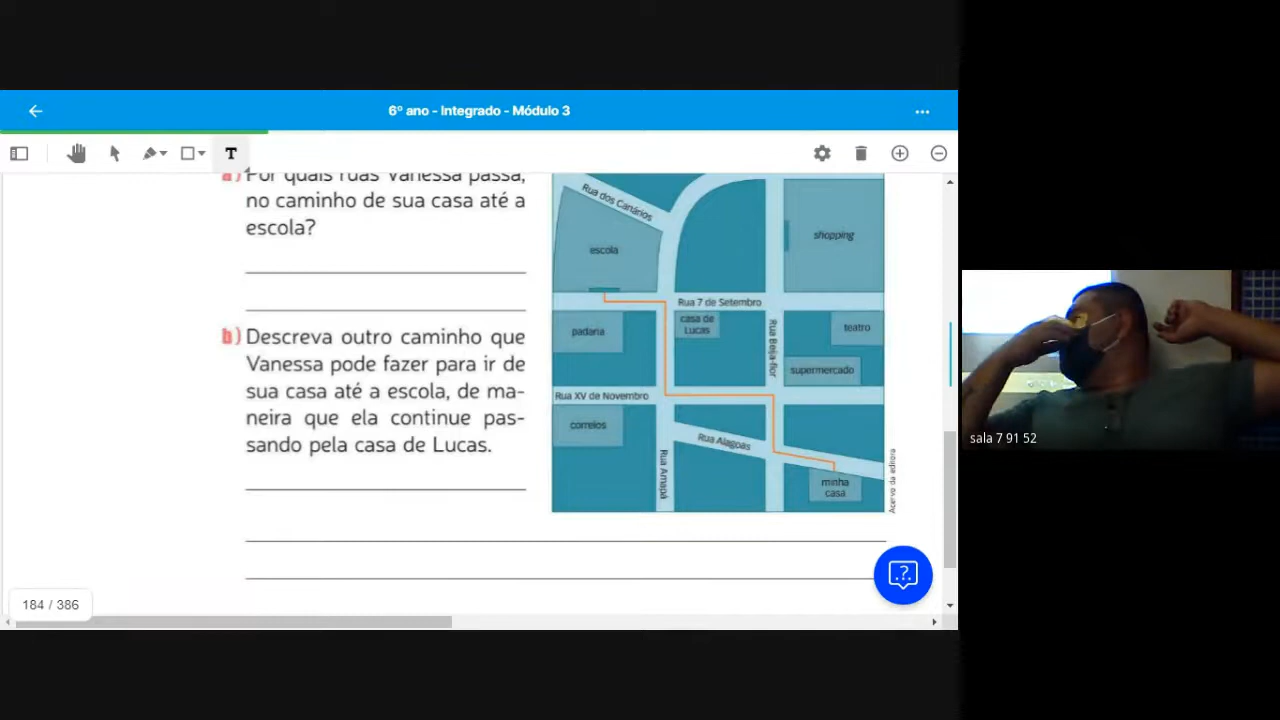 6º ano - Integrado - Módulo 3
T
a) Por quais ruas Vanessa passa,
no caminho de sua casa até a
escola?
b) Descreva outro caminho que
Vanessa pode fazer para ir de
sua casa até a escola, de ma-
neira que ela continue pas-
sando pela casa de Lucas.
Rua dos Canários
escola
shopping
Rua 7 de Setembro
padaria
casa de
Lucas
Rua Beija-flor
teatro
supermercado
Rua XV de Novembro
correios
Rua Alagoas
Rua Amapá
minha
casa
Acervo da editora
184 / 386
sala 7 91 52